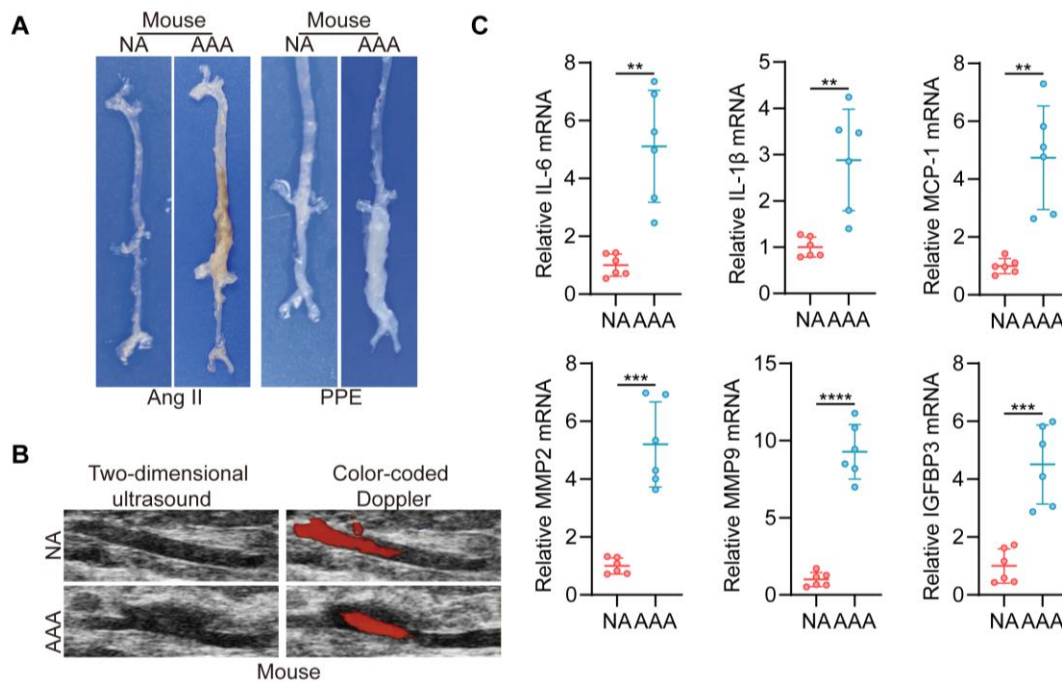 A
Mouse
NA AAA
Mouse
NA AAA
Ang II
PPE
B
Two-dimensional
ultrasound
Color-coded
Doppler
NA
AAA
Mouse
C
Relative IL-6 mRNA
8
6
4
2
0
**
NA AAA
Relative IL-1β mRNA
5
4
3
2
1
0
**
NA AAA
Relative MCP-1 mRNA
8
6
4
2
0
**
NA AAA
Relative MMP2 mRNA
8
6
4
2
0
***
NA AAA
Relative MMP9 mRNA
15
10
5
0
****
NA AAA
Relative IGFBP3 mRNA
8
6
4
2
0
***
NA AAA